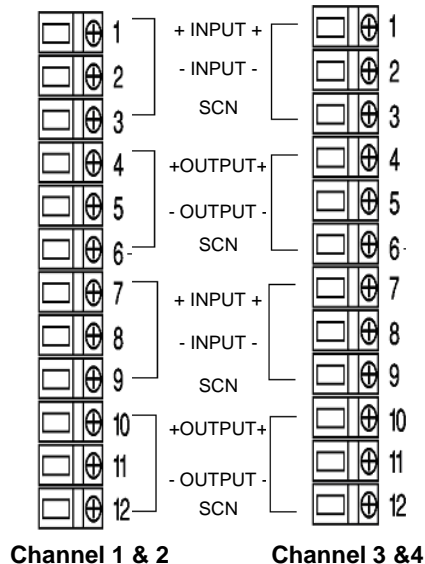 1 + INPUT + 1
2 - INPUT - 2
3 SCN 3
4 +OUTPUT+ 4
5 - OUTPUT - 5
6 SCN 6
7 + INPUT + 7
8 - INPUT - 8
9 SCN 9
10 +OUTPUT+ 10
11 - OUTPUT - 11
12 SCN 12
Channel 1 & 2 Channel 3 &4